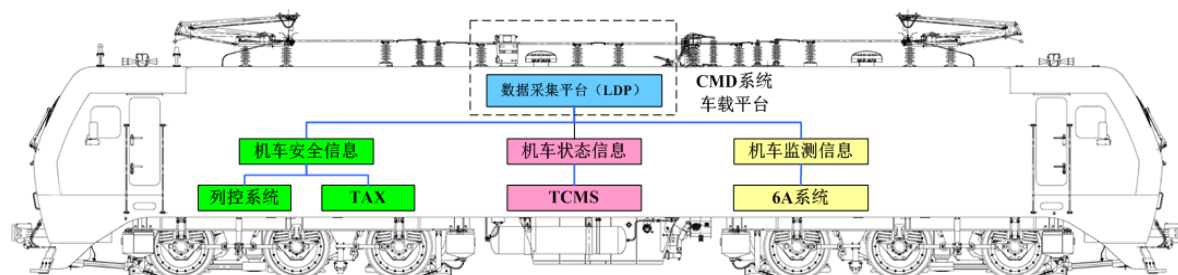 数据采集平台（LDP）
CMD系统
车载平台
机车安全信息
机车状态信息
机车监测信息
列控系统
TAX
TCMS
6A系统